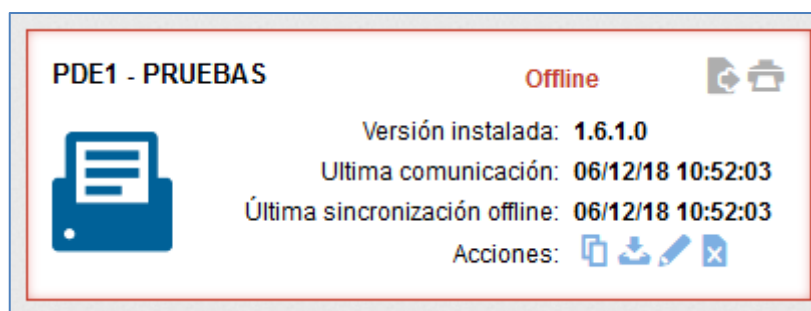 PDE1 - PRUEBAS Offline
Versión instalada: 1.6.1.0
Ultima comunicación: 06/12/18 10:52:03
Última sincronización offline: 06/12/18 10:52:03
Acciones: